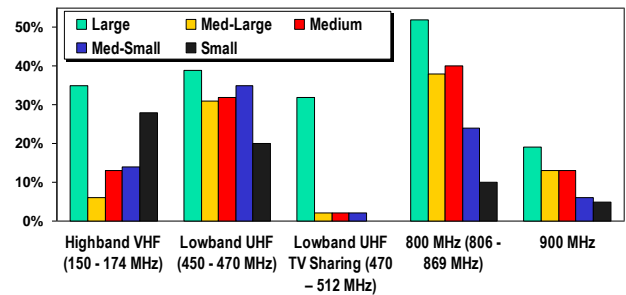 50%
40%
30%
20%
10%
0%
Large Med-Large Medium
Med-Small Small
Highband VHF
(150 - 174 MHz)
Lowband UHF
(450 - 470 MHz)
Lowband UHF
TV Sharing (470
– 512 MHz)
800 MHz (806 -
869 MHz)
900 MHz